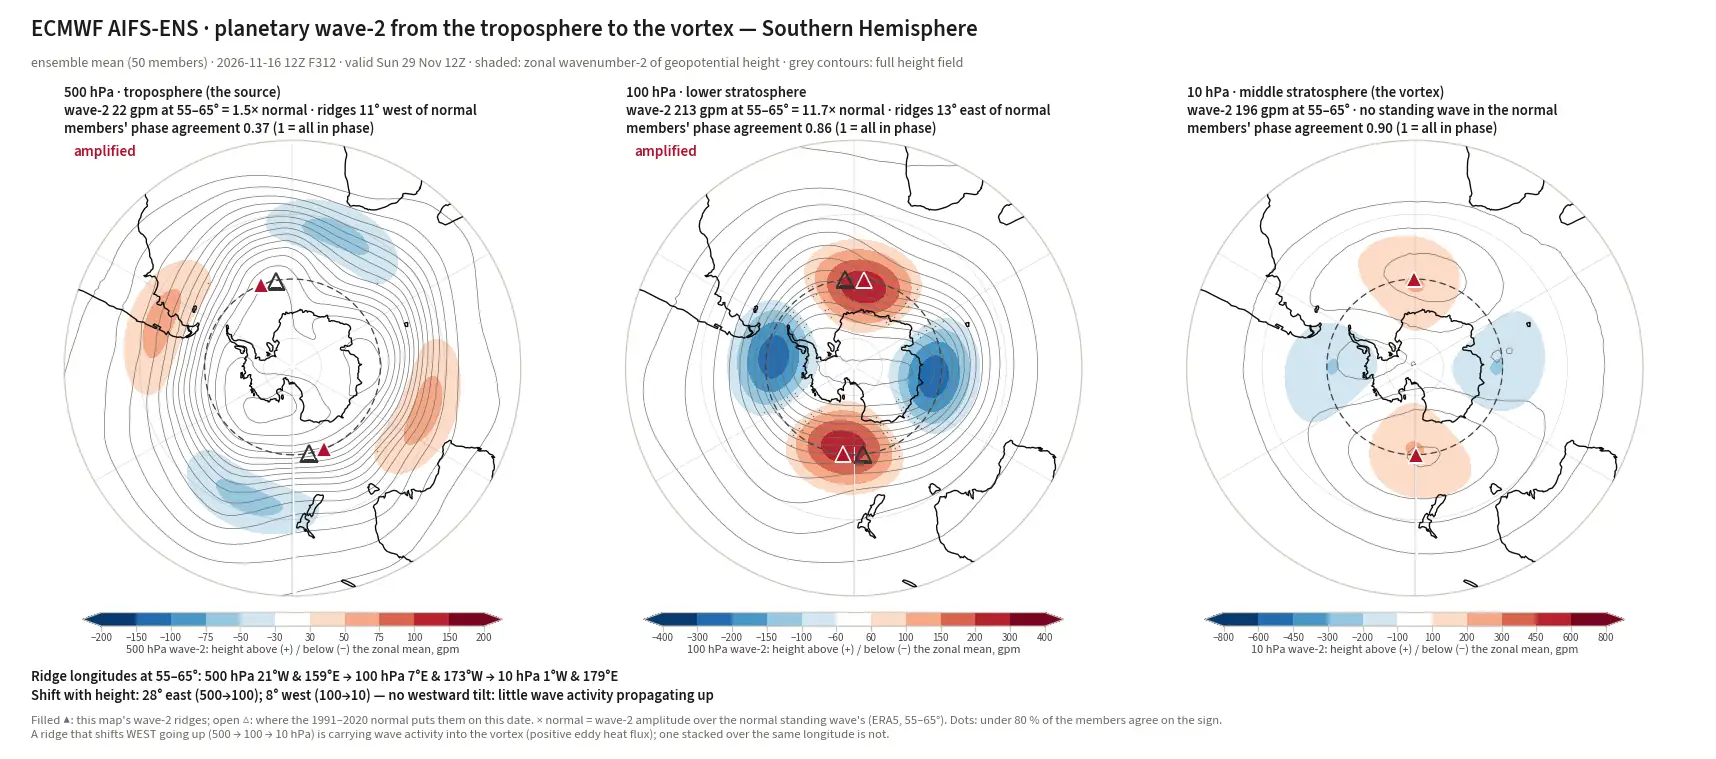 ECMWF AIFS-ENS · planetary wave-2 from the troposphere to the vortex — Southern Hemisphere
ensemble mean (50 members) · 2026-11-16 12Z F312 · valid Sun 29 Nov 12Z · shaded: zonal wavenumber-2 of geopotential height · grey contours: full height field
500 hPa · troposphere (the source)
wave-2 22 gpm at 55–65° = 1.5× normal · ridges 11° west of normal
members' phase agreement 0.37 (1 = all in phase)
amplified
100 hPa · lower stratosphere
wave-2 213 gpm at 55–65° = 11.7× normal · ridges 13° east of normal
members' phase agreement 0.86 (1 = all in phase)
amplified
10 hPa · middle stratosphere (the vortex)
wave-2 196 gpm at 55–65° · no standing wave in the normal
members' phase agreement 0.90 (1 = all in phase)
−200 −150 −100 −75 −50 −30 30 50 75 100 150 200
500 hPa wave-2: height above (+) / below (−) the zonal mean, gpm
−400 −300 −200 −150 −100 −60 60 100 150 200 300 400
100 hPa wave-2: height above (+) / below (−) the zonal mean, gpm
−800 −600 −450 −300 −200 −100 100 200 300 450 600 800
10 hPa wave-2: height above (+) / below (−) the zonal mean, gpm
Ridge longitudes at 55–65°: 500 hPa 21°W & 159°E → 100 hPa 7°E & 173°W → 10 hPa 1°W & 179°E
Shift with height: 28° east (500→100); 8° west (100→10) — no westward tilt: little wave activity propagating up
Filled ▲: this map's wave-2 ridges; open △: where the 1991–2020 normal puts them on this date. × normal = wave-2 amplitude over the normal standing wave's (ERA5, 55–65°). Dots: under 80 % of the members agree on the sign.
A ridge that shifts WEST going up (500 → 100 → 10 hPa) is carrying wave activity into the vortex (positive eddy heat flux); one stacked over the same longitude is not.